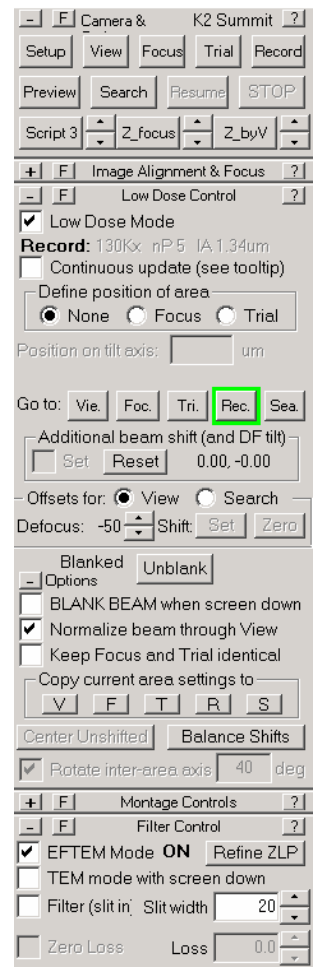 - F Camera & K2 Summit ?
Setup View Focus Trial Record
Preview Search Resume STOP
Script 3 Z_focus Z_byV
+ F Image Alignment & Focus ?
- F Low Dose Control ?
Low Dose Mode
Record: 130Kx nP 5 IA 1.34um
Continuous update (see tooltip)
Define position of area
None Focus Trial
Position on tilt axis: um
Go to: Vie. Foc. Tri. Rec. Sea.
Additional beam shift (and DF tilt)
Set Reset 0.00, -0.00
Offsets for: View Search
Defocus: -50 Shift: Set Zero
Blanked Unblank
- Options
BLANK BEAM when screen down
Normalize beam through View
Keep Focus and Trial identical
Copy current area settings to
V F T R S
Center Unshifted Balance Shifts
Rotate inter-area axis 40 deg
+ F Montage Controls ?
- F Filter Control ?
EFTEM Mode ON Refine ZLP
TEM mode with screen down
Filter (slit in) Slit width 20
Zero Loss Loss 0.0